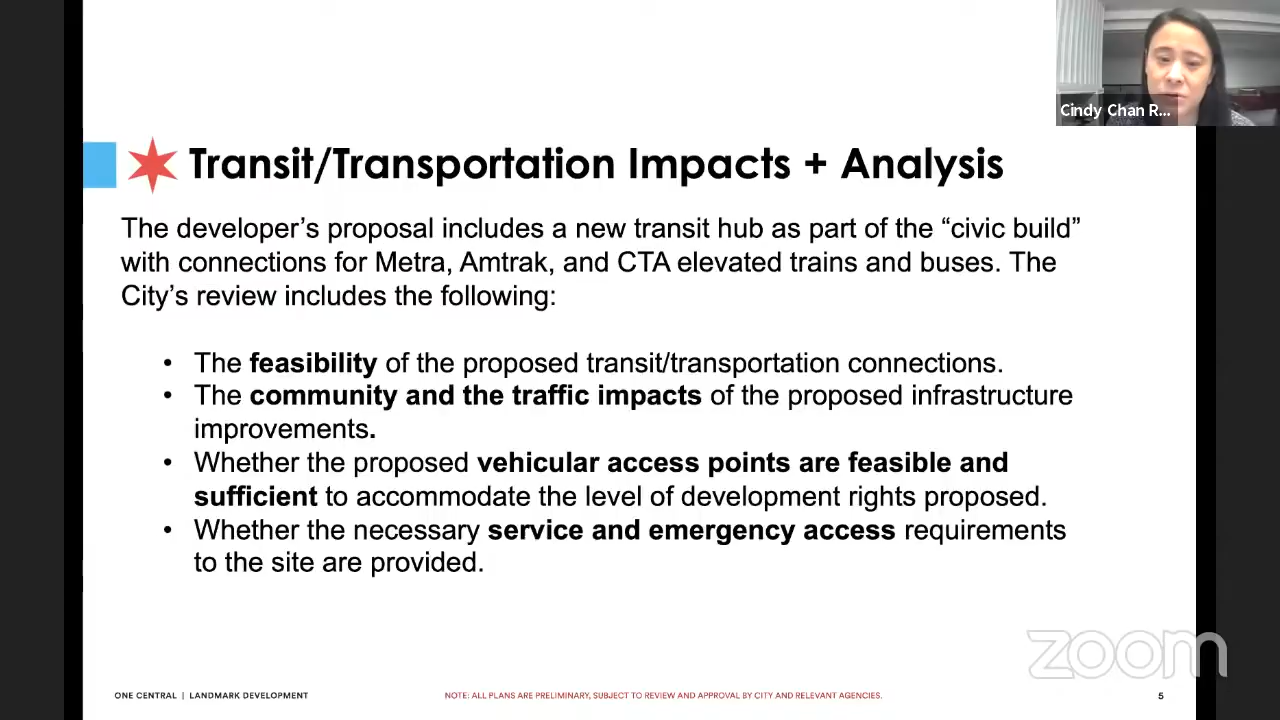 Cindy Chan R...
Transit/Transportation Impacts + Analysis
The developer’s proposal includes a new transit hub as part of the “civic build”
with connections for Metra, Amtrak, and CTA elevated trains and buses. The
City’s review includes the following:
• The feasibility of the proposed transit/transportation connections.
• The community and the traffic impacts of the proposed infrastructure
improvements.
• Whether the proposed vehicular access points are feasible and
sufficient to accommodate the level of development rights proposed.
• Whether the necessary service and emergency access requirements
to the site are provided.
zoom
ONE CENTRAL | LANDMARK DEVELOPMENT
NOTE: ALL PLANS ARE PRELIMINARY, SUBJECT TO REVIEW AND APPROVAL BY CITY AND RELEVANT AGENCIES.
5